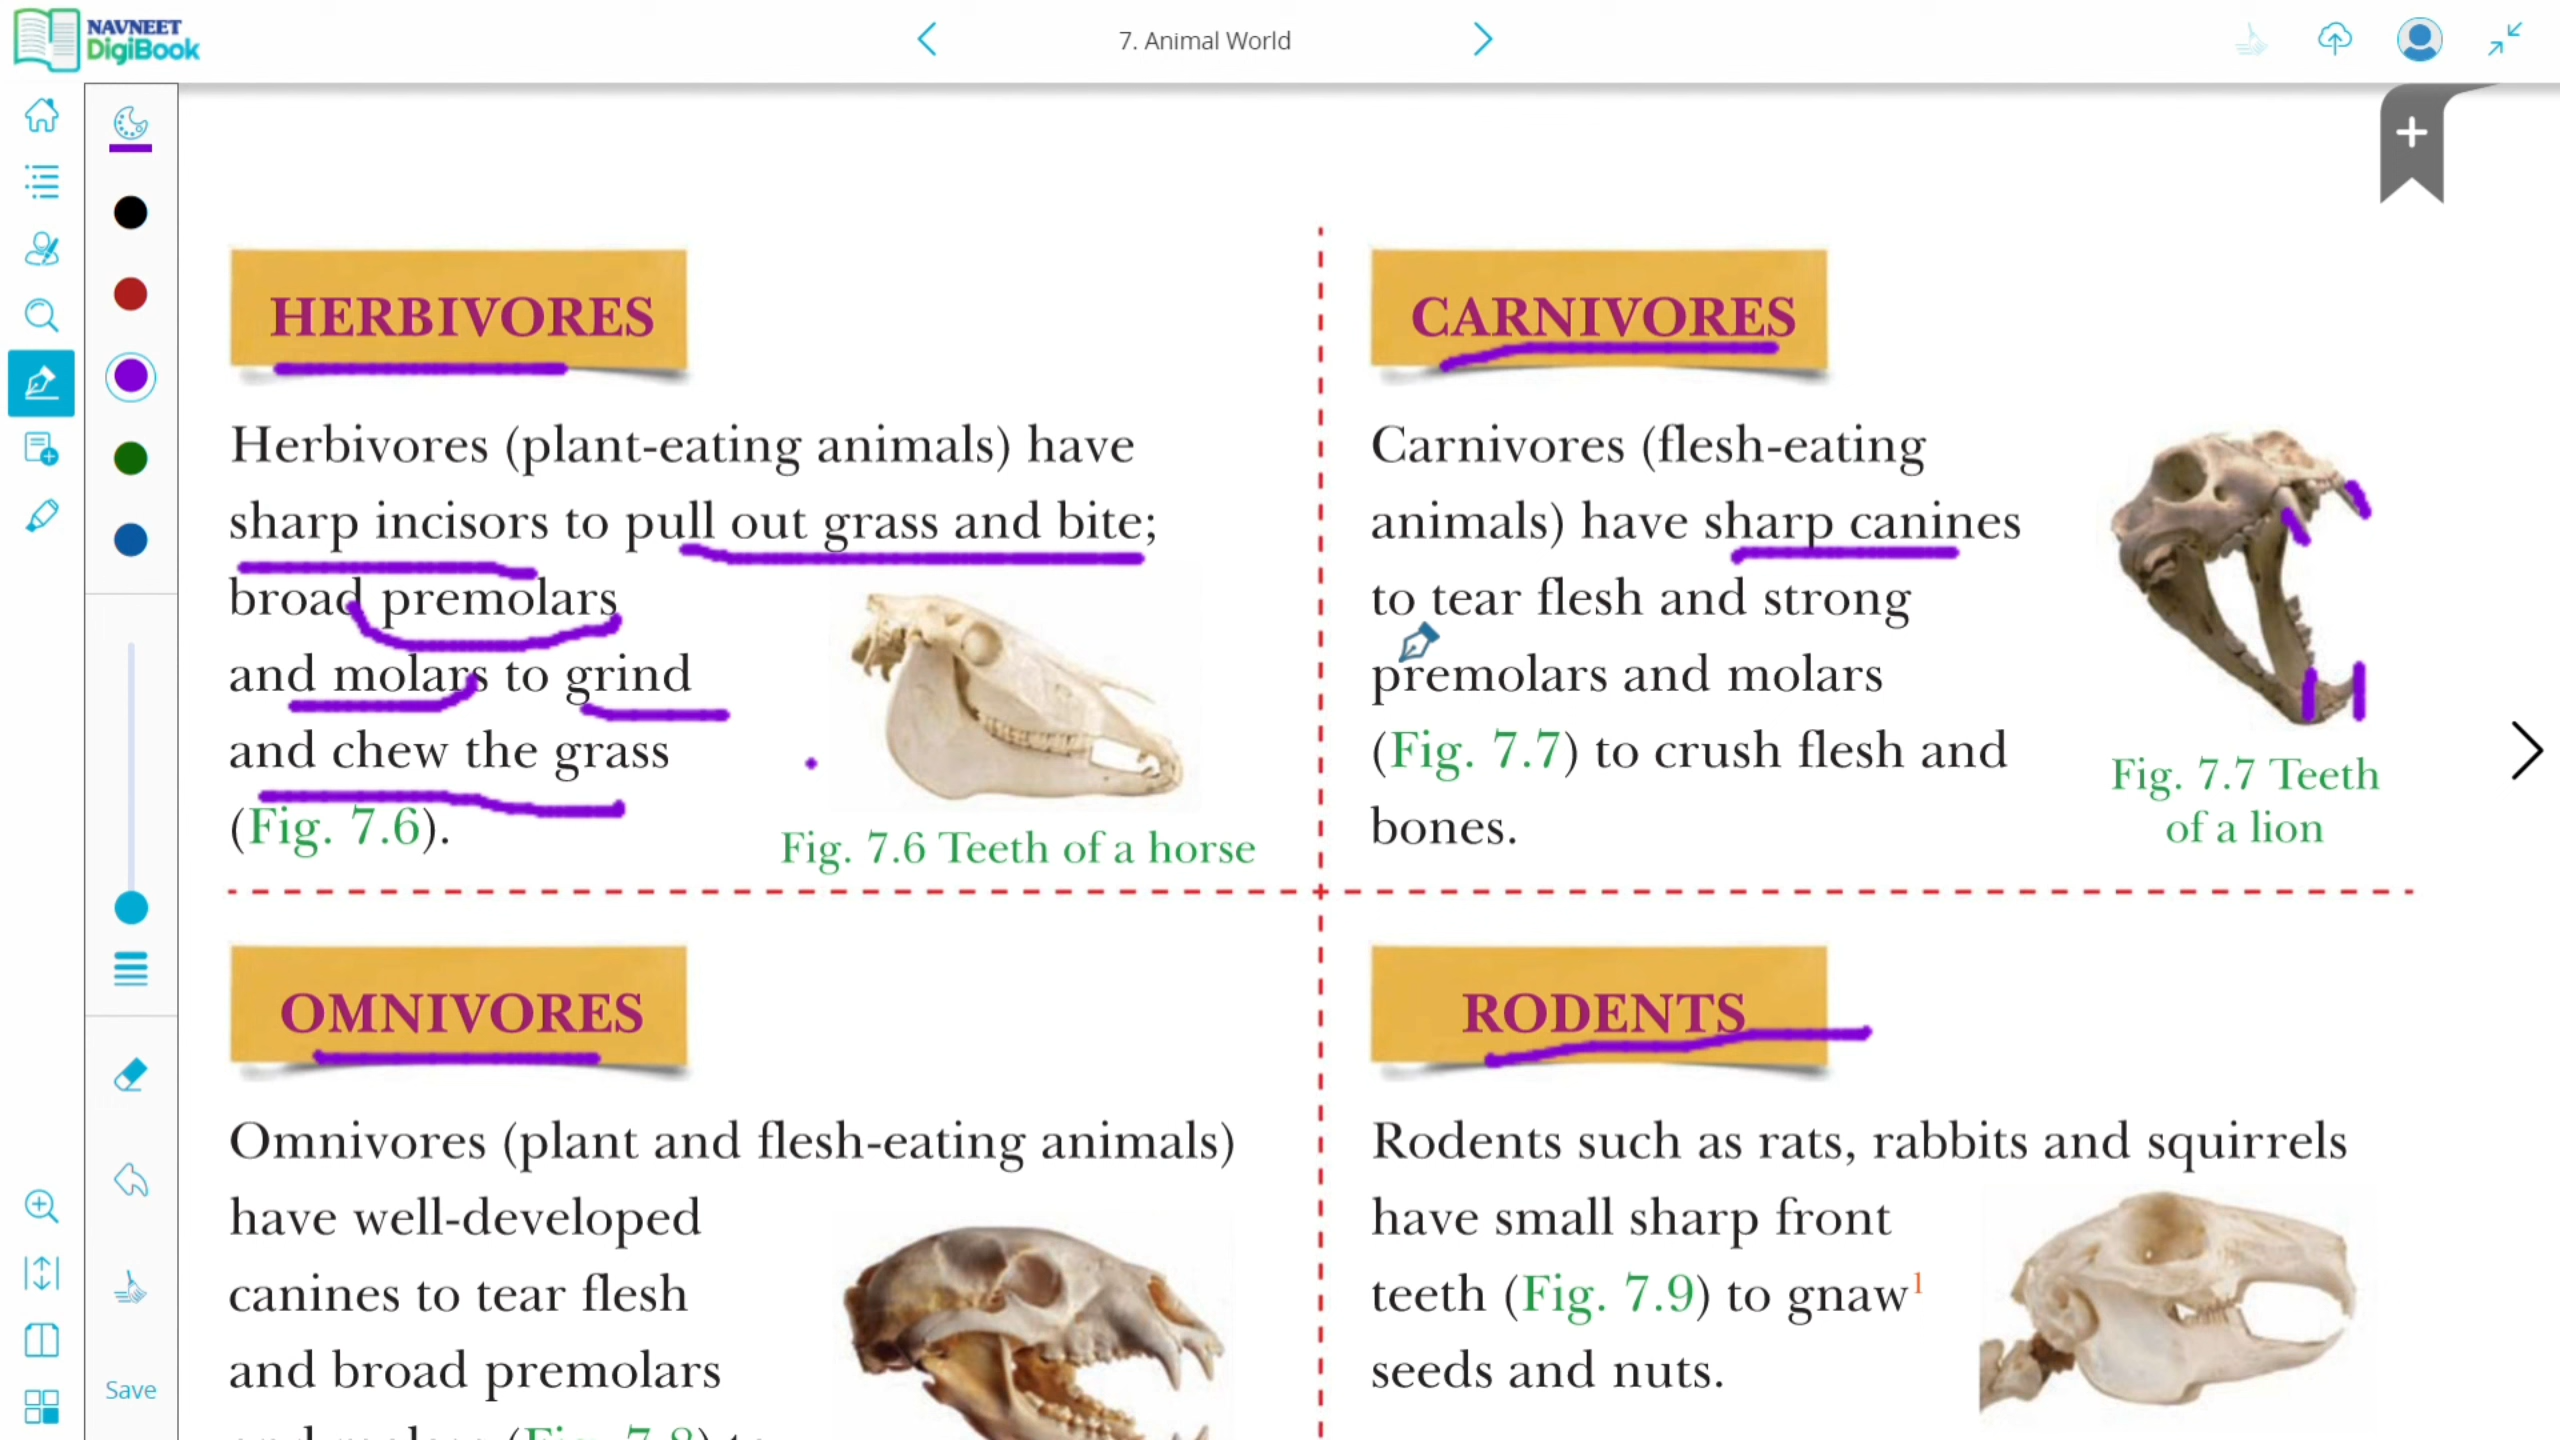 NAVNEET
DigiBook
7. Animal World
HERBIVORES
Herbivores (plant-eating animals) have
sharp incisors to pull out grass and bite;
broad premolars
and molars to grind
and chew the grass
(Fig. 7.6).
Fig. 7.6 Teeth of a horse
CARNIVORES
Carnivores (flesh-eating
animals) have sharp canines
to tear flesh and strong
premolars and molars
(Fig. 7.7) to crush flesh and
bones.
Fig. 7.7 Teeth
of a lion
OMNIVORES
Omnivores (plant and flesh-eating animals)
have well-developed
canines to tear flesh
and broad premolars
RODENTS
Rodents such as rats, rabbits and squirrels
have small sharp front
teeth (Fig. 7.9) to gnaw¹
seeds and nuts.
Save